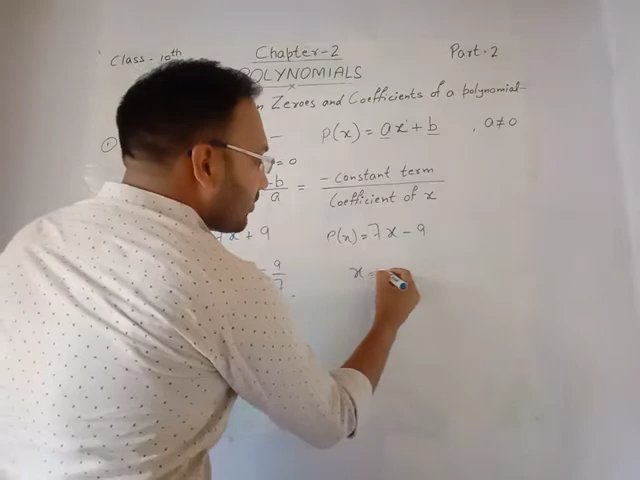 Class - 10th Chapter-2 Part-2
POLYNOMIALS
Zeroes and Coefficients of a polynomial
① — P(x) = ax + b , a≠0
= 0
-b/a = - constant term / Coefficient of x
x + 9 P(x) = 7x - 9
- 9/7 x =